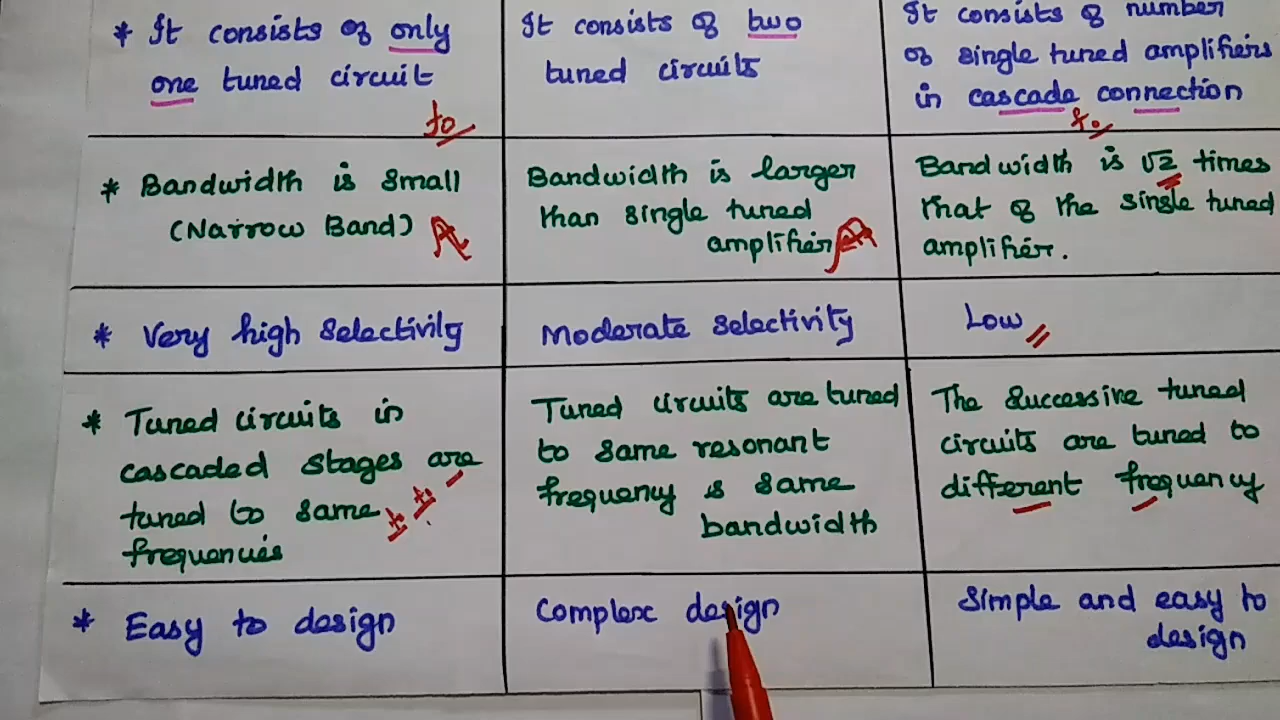 * It consists of only
one tuned circuit
fo
* Bandwidth is small
(Narrow Band)
* Very high selectivity
* Tuned circuits in
cascaded stages are
tuned to same
frequencies
* Easy to design
It consists of two
tuned circuits
Bandwidth is larger
than single tuned
amplifier
Moderate selectivity
Tuned circuits are tuned
to same resonant
frequency is same
bandwidth
Complex design
It consists of number
of single tuned amplifiers
in cascade connection
fo
Bandwidth is √2 times
that of the single tuned
amplifier.
Low
The successive tuned
circuits are tuned to
different frequency
Simple and easy to
design